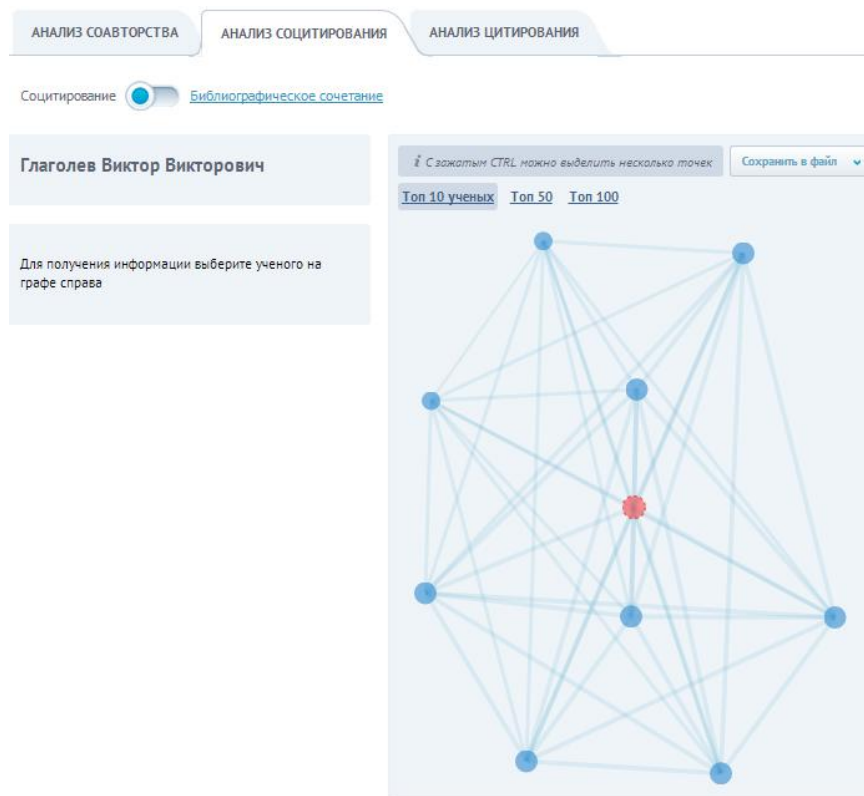 АНАЛИЗ СОАВТОРСТВА
АНАЛИЗ СОЦИТИРОВАНИЯ
АНАЛИЗ ЦИТИРОВАНИЯ
Социтирование
Библиографическое сочетание
Глаголев Виктор Викторович
i С зажатым CTRL можно выделить несколько точек
Сохранить в файл
Топ 10 ученых
Топ 50
Топ 100
Для получения информации выберите ученого на
графе справа